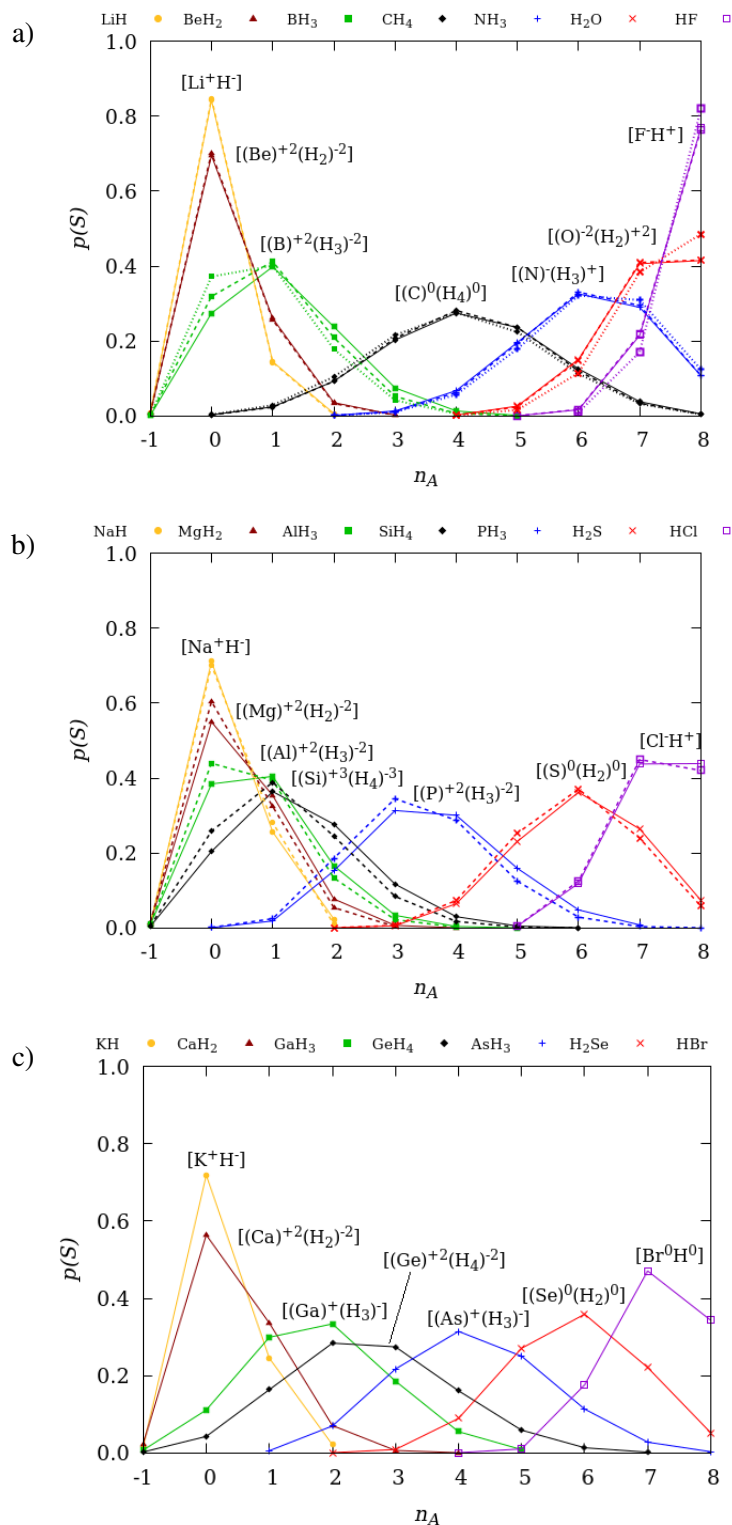 a)
LiH BeH₂ BH₃ CH₄ NH₃ H₂O HF
1.0
[Li⁺H⁻]
0.8
[F⁻H⁺]
[(Be)⁺²(H₂)⁻²]
0.6
p(S)
[(B)⁺²(H₃)⁻²]
[(O)⁻²(H₂)⁺²]
[(N)⁻(H₃)⁺]
0.4
[(C)⁰(H₄)⁰]
0.2
0.0
-1 0 1 2 3 4 5 6 7 8
n_A
b)
NaH MgH₂ AlH₃ SiH₄ PH₃ H₂S HCl
1.0
0.8
[Na⁺H⁻]
0.6
p(S)
[(Mg)⁺²(H₂)⁻²]
[Cl⁻H⁺]
[(Al)⁺²(H₃)⁻²]
[(Si)⁺³(H₄)⁻³]
[(S)⁰(H₂)⁰]
0.4
[(P)⁺²(H₃)⁻²]
0.2
0.0
-1 0 1 2 3 4 5 6 7 8
n_A
c)
KH CaH₂ GaH₃ GeH₄ AsH₃ H₂Se HBr
1.0
0.8
[K⁺H⁻]
0.6
p(S)
[(Ca)⁺²(H₂)⁻²]
[(Ge)⁺²(H₄)⁻²]
[Br⁰H⁰]
0.4
[(Ga)⁺(H₃)⁻]
[(As)⁺(H₃)⁻]
[(Se)⁰(H₂)⁰]
0.2
0.0
-1 0 1 2 3 4 5 6 7 8
n_A